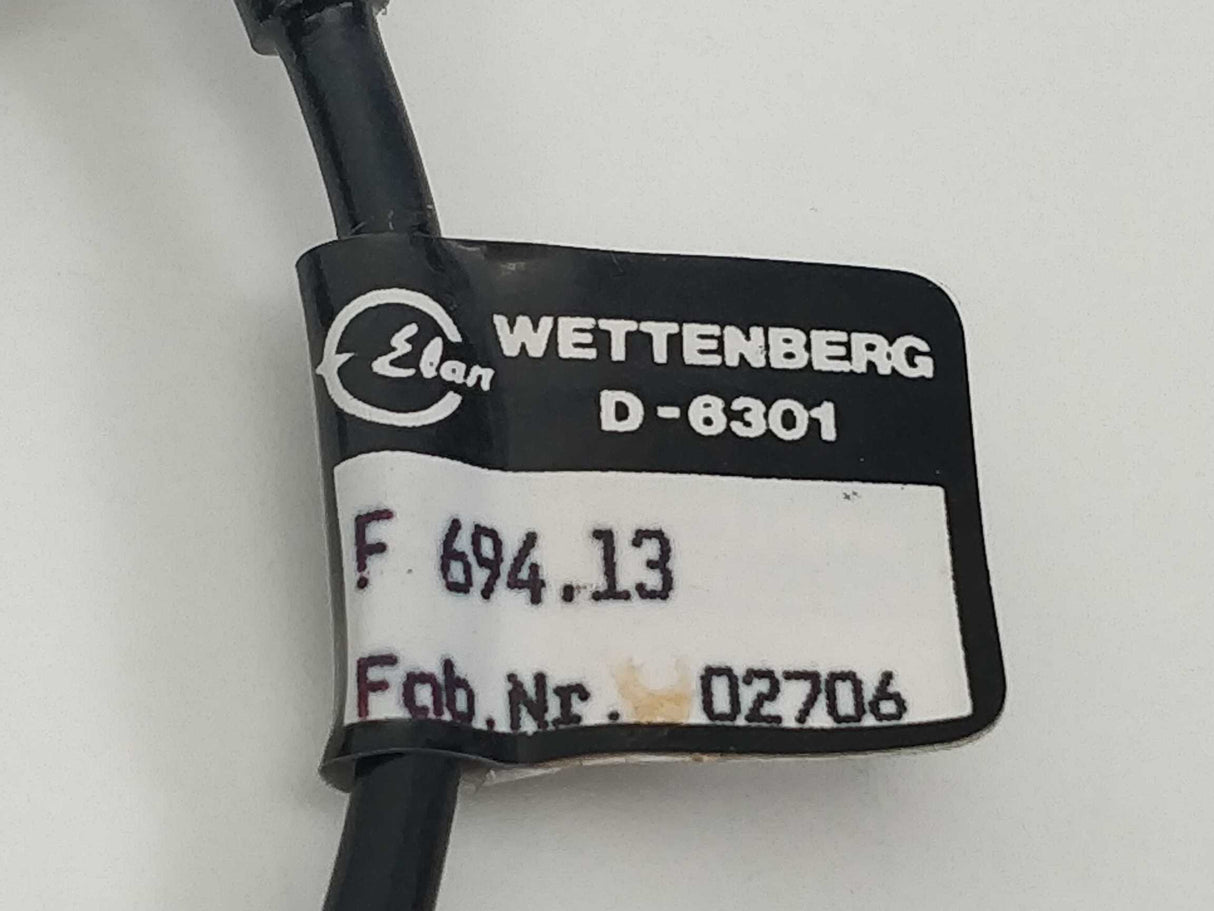 Elan WETTENBERG
D-6301
F 694.13
Fab.Nr. 02706